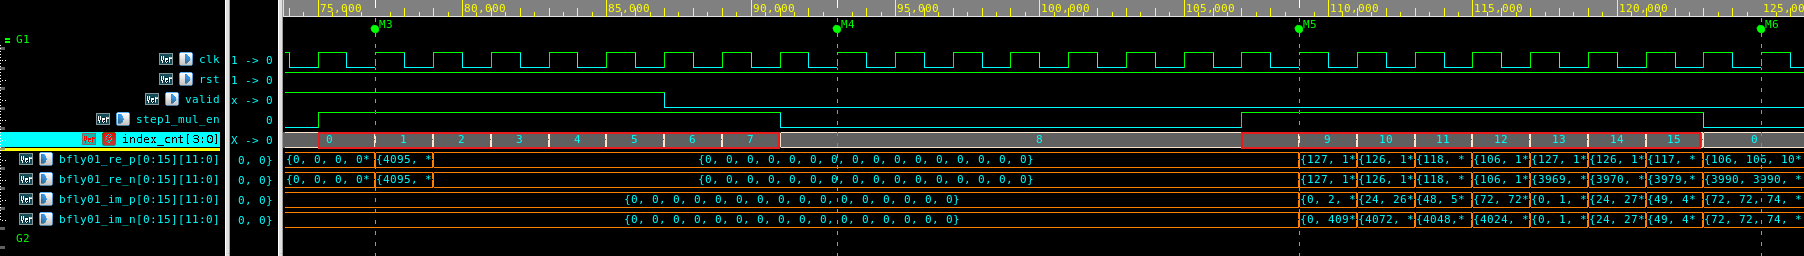 75,000 80,000 85,000 90,000 95,000 100,000 105,000 110,000 115,000 120,000 125,00
M3 M4 M5 M6
G1
Ver clk 1 -> 0
Ver rst 1 -> 0
Ver valid x -> 0
Ver step1_mul_en 0
Ver index_cnt[3:0] X -> 0 0 1 2 3 4 5 6 7 8 9 10 11 12 13 14 15 0
Ver bfly01_re_p[0:15][11:0] 0, 0} {0, 0, 0, 0* {4095, * {0, 0, 0, 0, 0, 0, 0, 0, 0, 0, 0, 0, 0, 0, 0, 0} {127, 1* {126, 1* {118, * {106, 1* {127, 1* {126, 1* {117, * {106, 106, 10*
Ver bfly01_re_n[0:15][11:0] 0, 0} {0, 0, 0, 0* {4095, * {0, 0, 0, 0, 0, 0, 0, 0, 0, 0, 0, 0, 0, 0, 0, 0} {127, 1* {126, 1* {118, * {106, 1* {3969, * {3970, * {3979, * {3990, 3990, *
Ver bfly01_im_p[0:15][11:0] 0, 0} {0, 0, 0, 0, 0, 0, 0, 0, 0, 0, 0, 0, 0, 0, 0, 0} {0, 2, * {24, 26* {48, 5* {72, 72* {0, 1, * {24, 27* {49, 4* {72, 72, 74, *
Ver bfly01_im_n[0:15][11:0] 0, 0} {0, 0, 0, 0, 0, 0, 0, 0, 0, 0, 0, 0, 0, 0, 0, 0} {0, 409* {4072, * {4048, * {4024, * {0, 1, * {24, 27* {49, 4* {72, 72, 74, *
G2